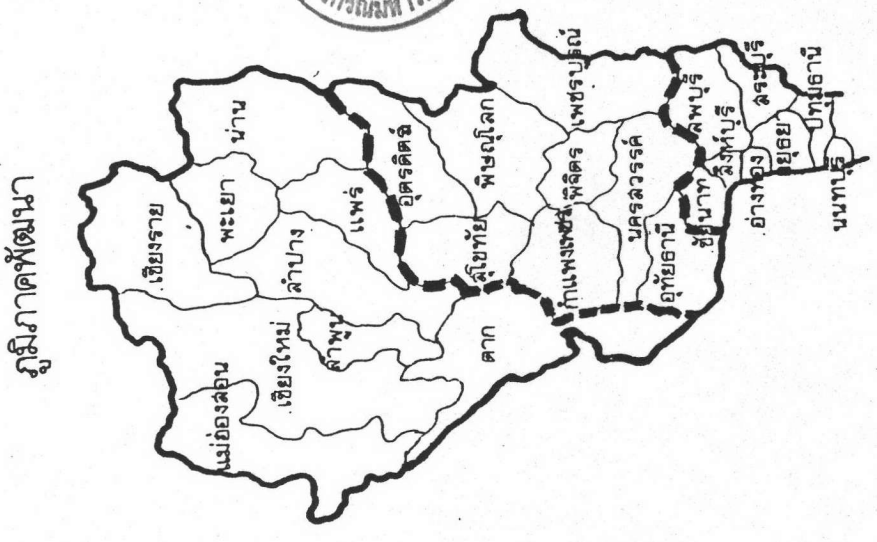 ภูมิภาคพัฒนา
เชียงราย
แม่ฮ่องสอน
พะเยา
น่าน
เชียงใหม่
ลำปาง
ลำพูน
แพร่
อุตรดิตถ์
ตาก
สุโขทัย
พิษณุโลก
กำแพงเพชร
พิจิตร
เพชรบูรณ์
นครสวรรค์
อุทัยธานี
ชัยนาท
ลพบุรี
สิงห์บุรี
สระบุรี
อ่างทอง
ยุธยา
ปทุมธานี
นนทบุรี